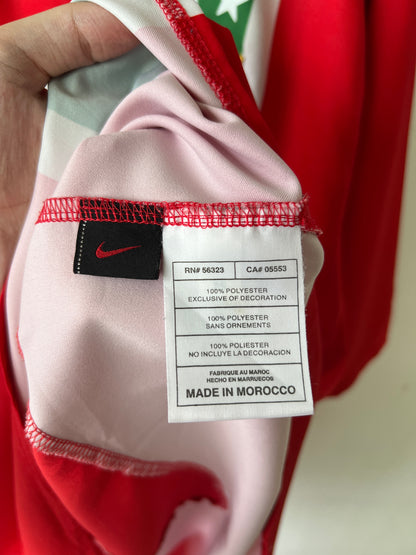 RN# 56323 CA# 05553
100% POLYESTER
EXCLUSIVE OF DECORATION
100% POLYESTER
SANS ORNEMENTS
100% POLIESTER
NO INCLUYE LA DECORACION
FABRIQUE AU MAROC
HECHO EN MARRUECOS
MADE IN MOROCCO